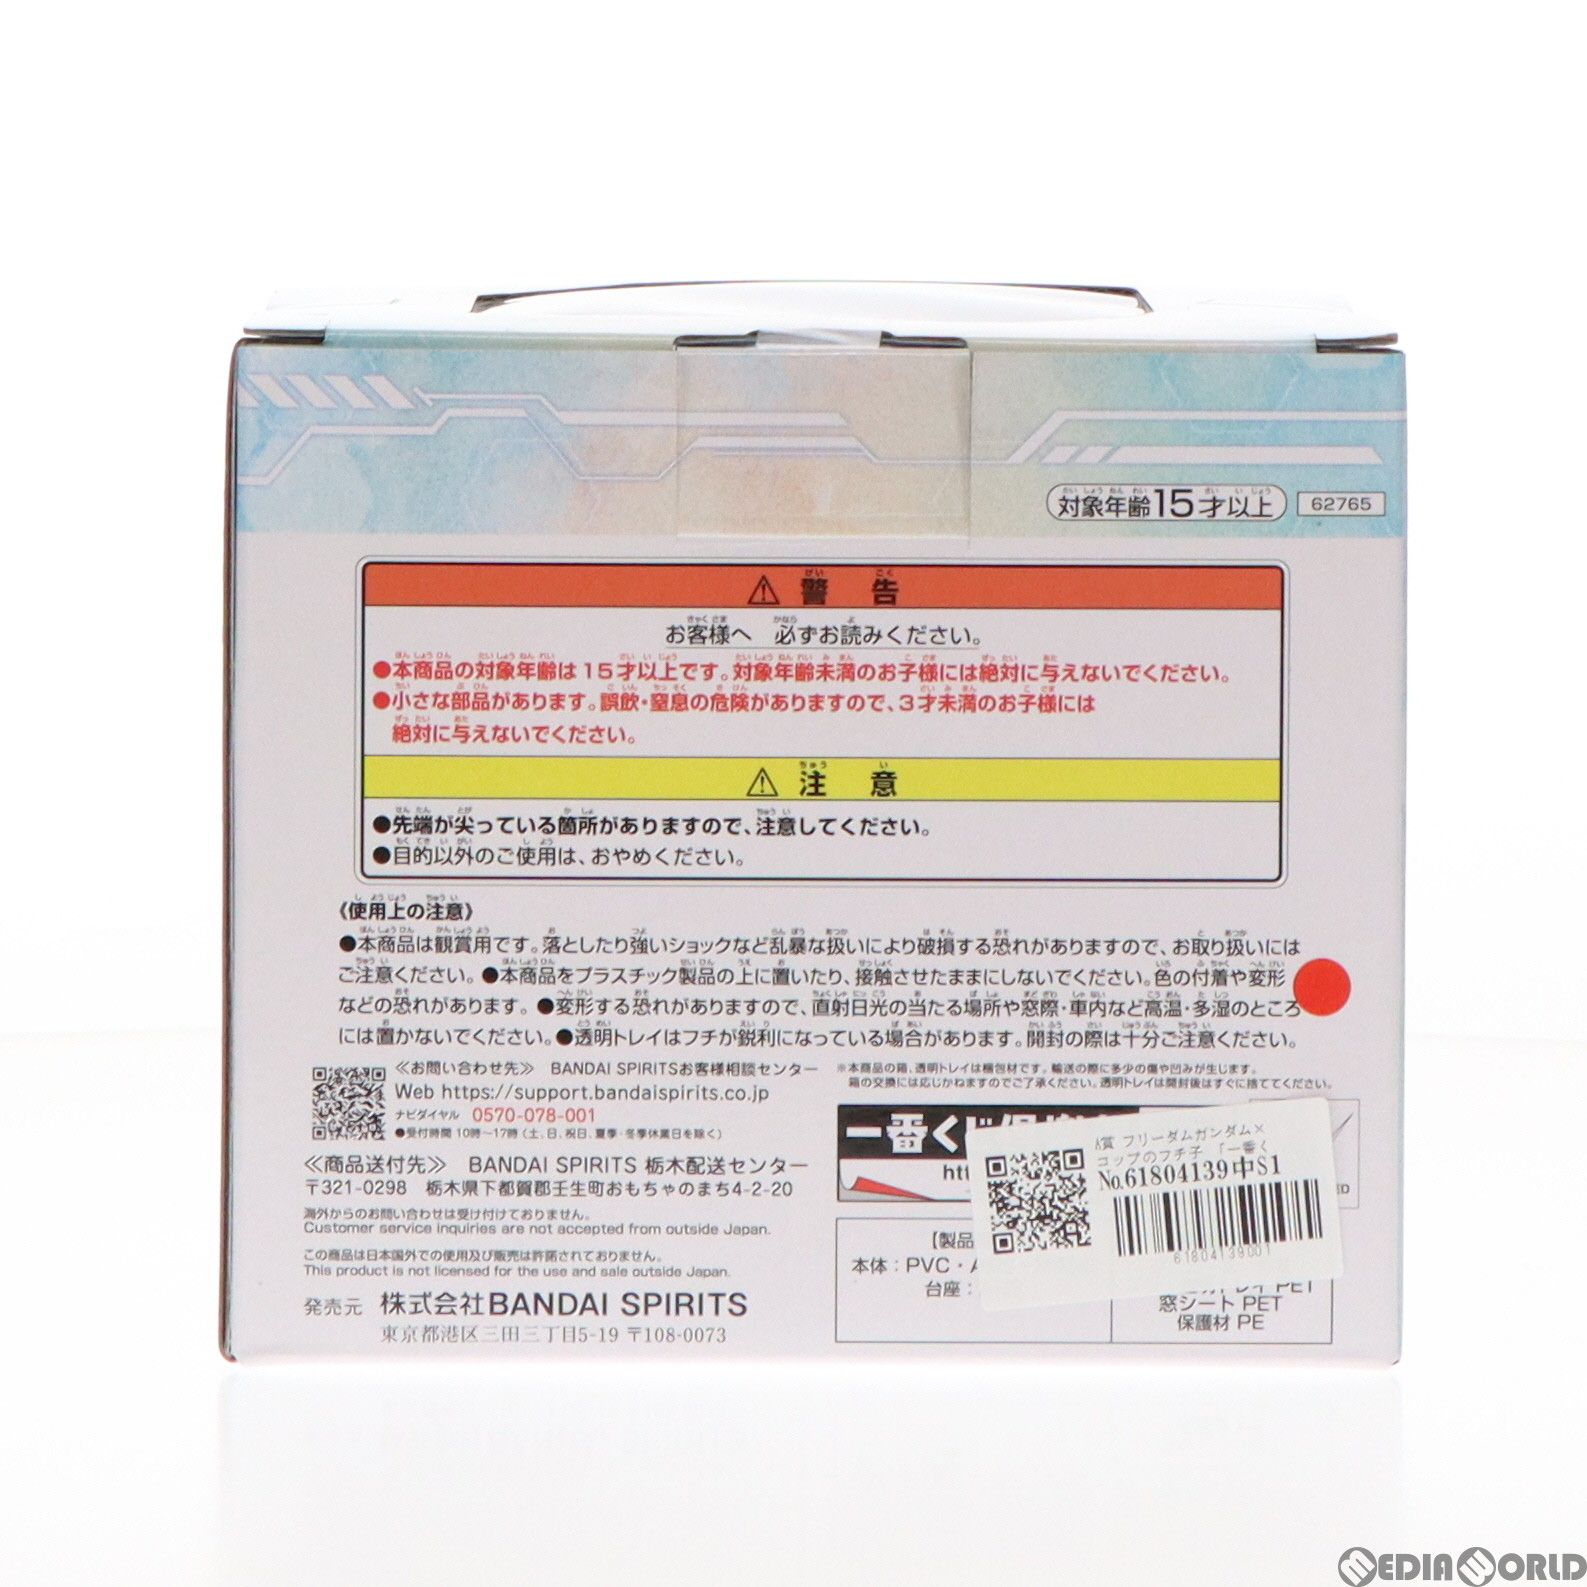 対象年齢15才以上 62765
⚠警告
お客様へ 必ずお読みください。
●本商品の対象年齢は15才以上です。対象年齢未満のお子様には絶対に与えないでください。
●小さな部品があります。誤飲・窒息の危険がありますので、3才未満のお子様には
絶対に与えないでください。
⚠注意
●先端が尖っている箇所がありますので、注意してください。
●目的以外のご使用は、おやめください。
《使用上の注意》
●本商品は観賞用です。落としたり強いショックなど乱暴な扱いにより破損する恐れがありますので、お取り扱いには
ご注意ください。●本商品をプラスチック製品の上に置いたり、接触させたままにしないでください。色の付着や変形
などの恐れがあります。●変形する恐れがありますので、直射日光の当たる場所や窓際・車内など高温・多湿のところ
には置かないでください。●透明トレイはフチが鋭利になっている場合があります。開封の際は十分ご注意ください。
≪お問い合わせ先≫ BANDAI SPIRITSお客様相談センター
Web https://support.bandaispirits.co.jp
ナビダイヤル 0570-078-001
●受付時間 10時〜17時(土、日、祝日、夏季・冬季休業日を除く)
※本商品の箱、透明トレイは梱包材です。輸送の際に多少の傷や凹みが生じます。
箱の交換には応じかねますのでご了承ください。透明トレイは開封後はすぐに捨ててください。
≪商品送付先≫ BANDAI SPIRITS 栃木配送センター
〒321-0298 栃木県下都賀郡壬生町おもちゃのまち4-2-20
海外からのお問い合わせは受け付けておりません。
Customer service inquiries are not accepted from outside Japan.
この商品は日本国外での使用及び販売は許諾されておりません。
This product is not licensed for the use and sale outside Japan.
発売元 株式会社BANDAI SPIRITS
東京都港区三田三丁目5-19 〒108-0073
一番く
htt
A賞 フリーダムガンダム×
コップのフチ子 「一番く
No.61804139中S1
61804139001
【製品
本体:PVC・A
台座:
PET
窓シート PET
保護材 PE
MEDIAWORLD